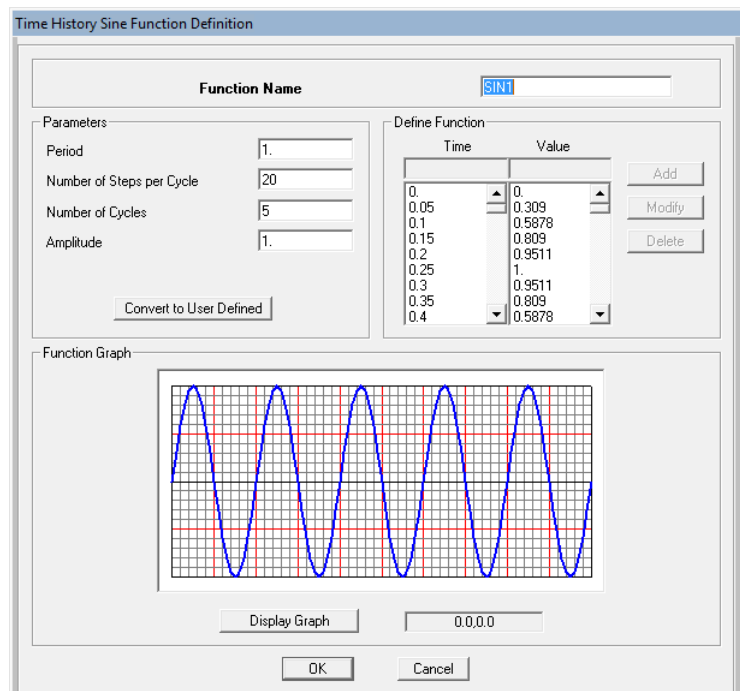 Time History Sine Function Definition
Function Name SIN1
Parameters
Period 1.
Number of Steps per Cycle 20
Number of Cycles 5
Amplitude 1.
Convert to User Defined
Define Function
Time Value
0. 0.
0.05 0.309
0.1 0.5878
0.15 0.809
0.2 0.9511
0.25 1.
0.3 0.9511
0.35 0.809
0.4 0.5878
Add
Modify
Delete
Function Graph
Display Graph 0.0,0.0
OK Cancel